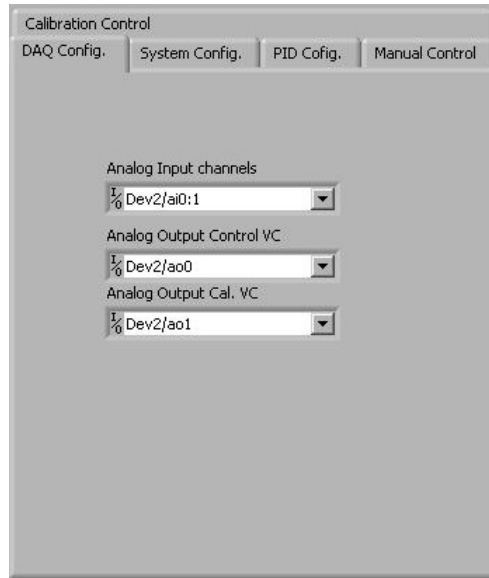 Calibration Control
DAQ Config. System Config. PID Cofig. Manual Control
Analog Input channels
I/O Dev2/ai0:1
Analog Output Control VC
I/O Dev2/ao0
Analog Output Cal. VC
I/O Dev2/ao1